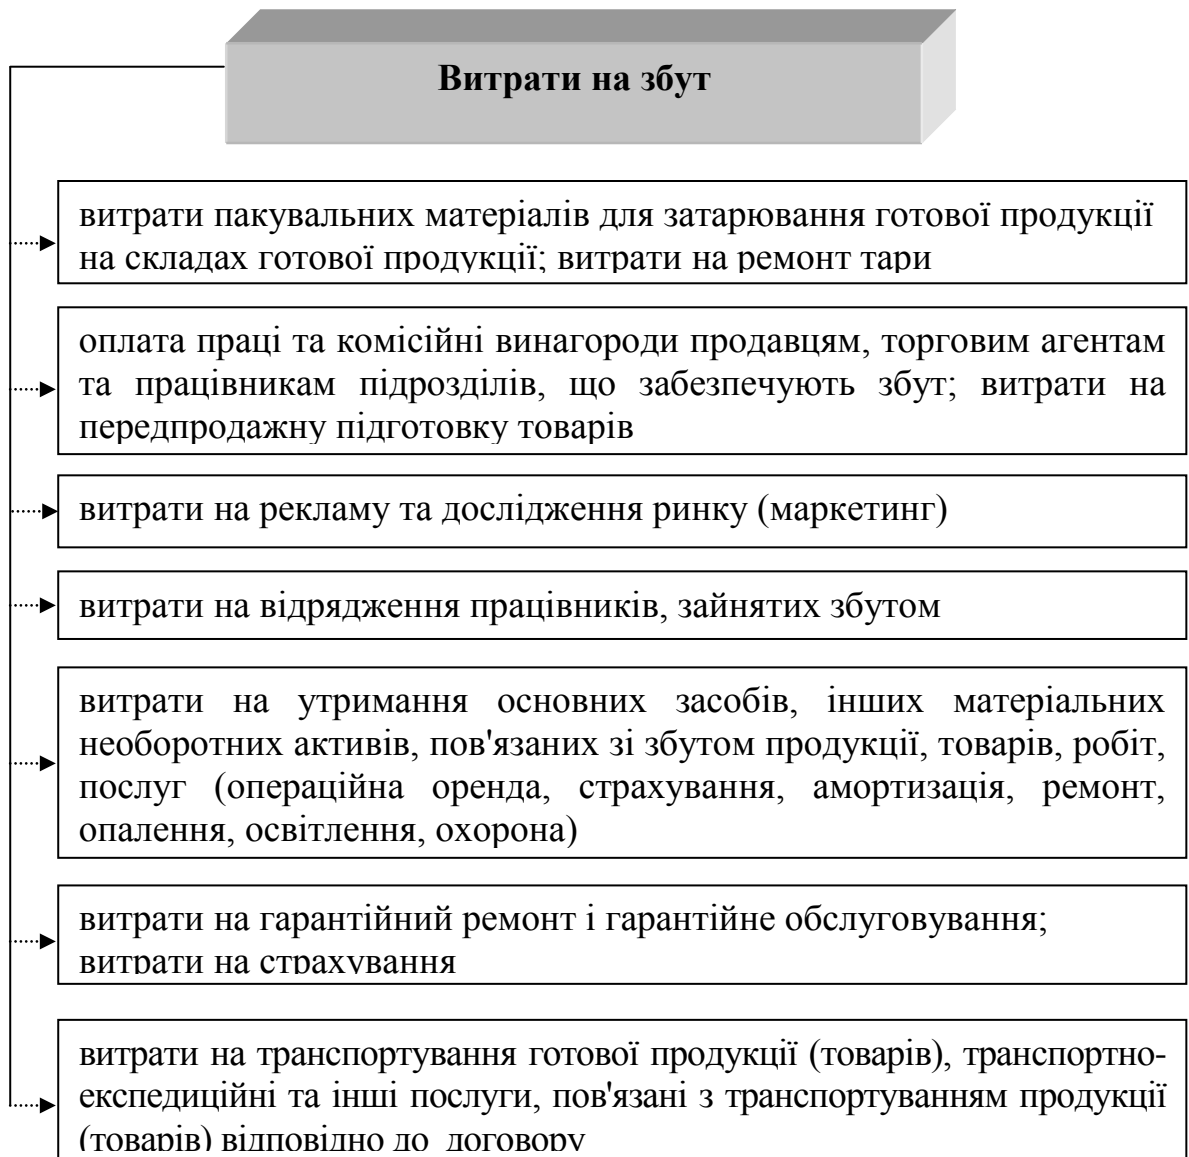 Витрати на збут
витрати пакувальних матеріалів для затарювання готової продукції
на складах готової продукції; витрати на ремонт тари
оплата праці та комісійні винагороди продавцям, торговим агентам
та працівникам підрозділів, що забезпечують збут; витрати на
передпродажну підготовку товарів
витрати на рекламу та дослідження ринку (маркетинг)
витрати на відрядження працівників, зайнятих збутом
витрати на утримання основних засобів, інших матеріальних
необоротних активів, пов'язаних зі збутом продукції, товарів, робіт,
послуг (операційна оренда, страхування, амортизація, ремонт,
опалення, освітлення, охорона)
витрати на гарантійний ремонт і гарантійне обслуговування;
витрати на страхування
витрати на транспортування готової продукції (товарів), транспортно-
експедиційні та інші послуги, пов'язані з транспортуванням продукції
(товарів) відповідно до договору